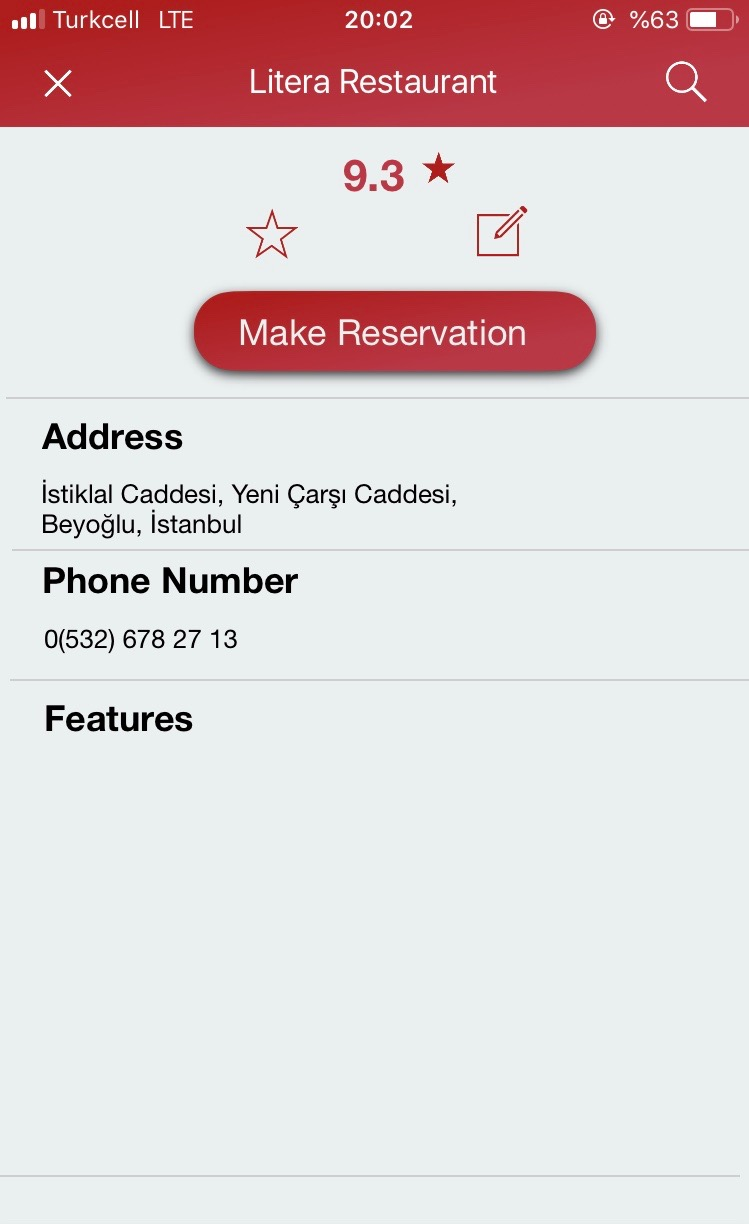 Turkcell LTE 20:02 %63
Litera Restaurant
9.3
Make Reservation
Address
İstiklal Caddesi, Yeni Çarşı Caddesi,
Beyoğlu, İstanbul
Phone Number
0(532) 678 27 13
Features